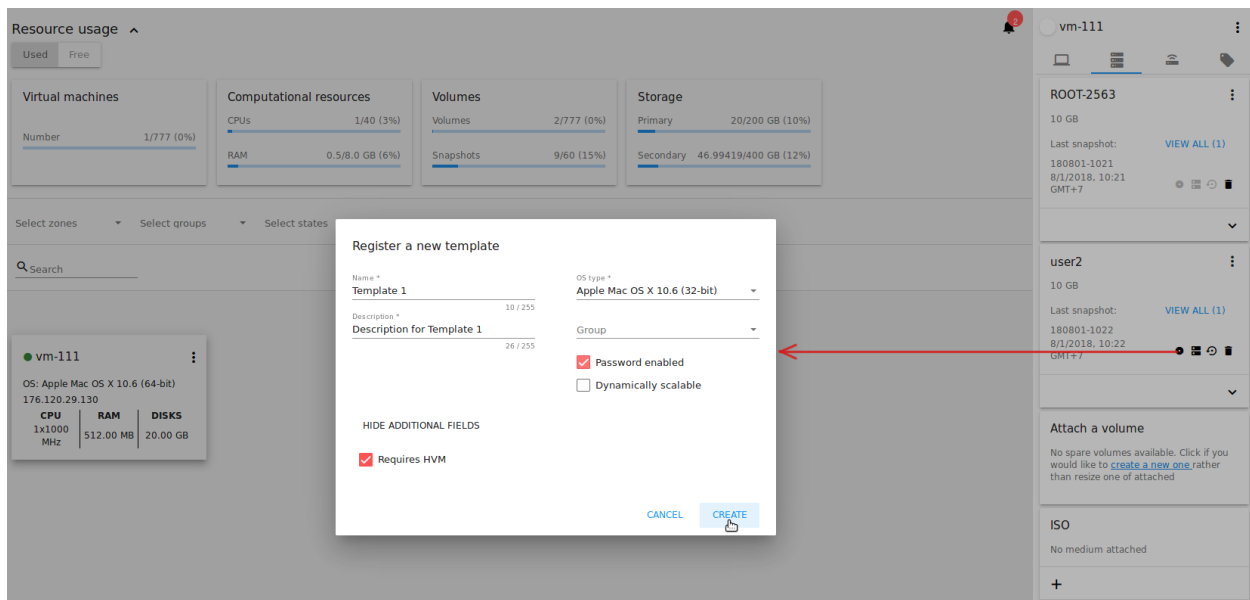 Resource usage
2
Used Free
Virtual machines
Number 1/777 (0%)
Computational resources
CPUs 1/40 (3%)
RAM 0.5/8.0 GB (6%)
Volumes
Volumes 2/777 (0%)
Snapshots 9/60 (15%)
Storage
Primary 20/200 GB (10%)
Secondary 46.99419/400 GB (12%)
Select zones Select groups Select states
Search
vm-111
OS: Apple Mac OS X 10.6 (64-bit)
176.120.29.130
CPU RAM DISKS
1x1000
MHz
512.00 MB 20.00 GB
Register a new template
Name *
Template 1
10 / 255
Description *
Description for Template 1
26 / 255
OS type *
Apple Mac OS X 10.6 (32-bit)
Group
Password enabled
Dynamically scalable
HIDE ADDITIONAL FIELDS
Requires HVM
CANCEL CREATE
vm-111
ROOT-2563
10 GB
Last snapshot: VIEW ALL (1)
180801-1021
8/1/2018, 10:21
GMT+7
user2
10 GB
Last snapshot: VIEW ALL (1)
180801-1022
8/1/2018, 10:22
GMT+7
Attach a volume
No spare volumes available. Click if you
would like to create a new one rather
than resize one of attached
ISO
No medium attached
+